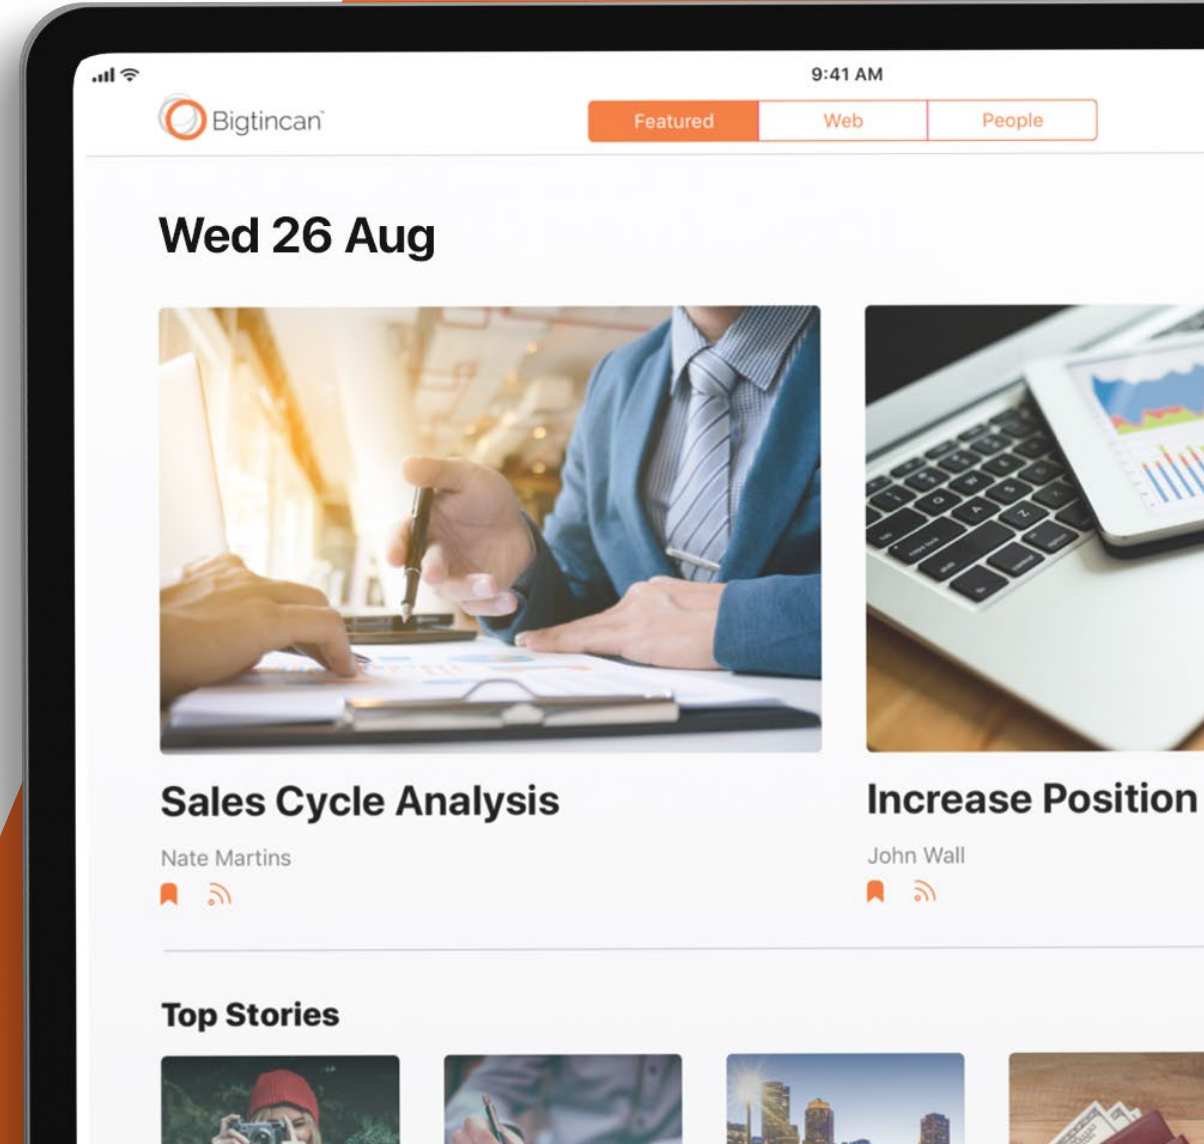 9:41 AM
Bigtincan™
Featured
Web
People
Wed 26 Aug
Sales Cycle Analysis
Increase Position
Nate Martins
John Wall
Top Stories